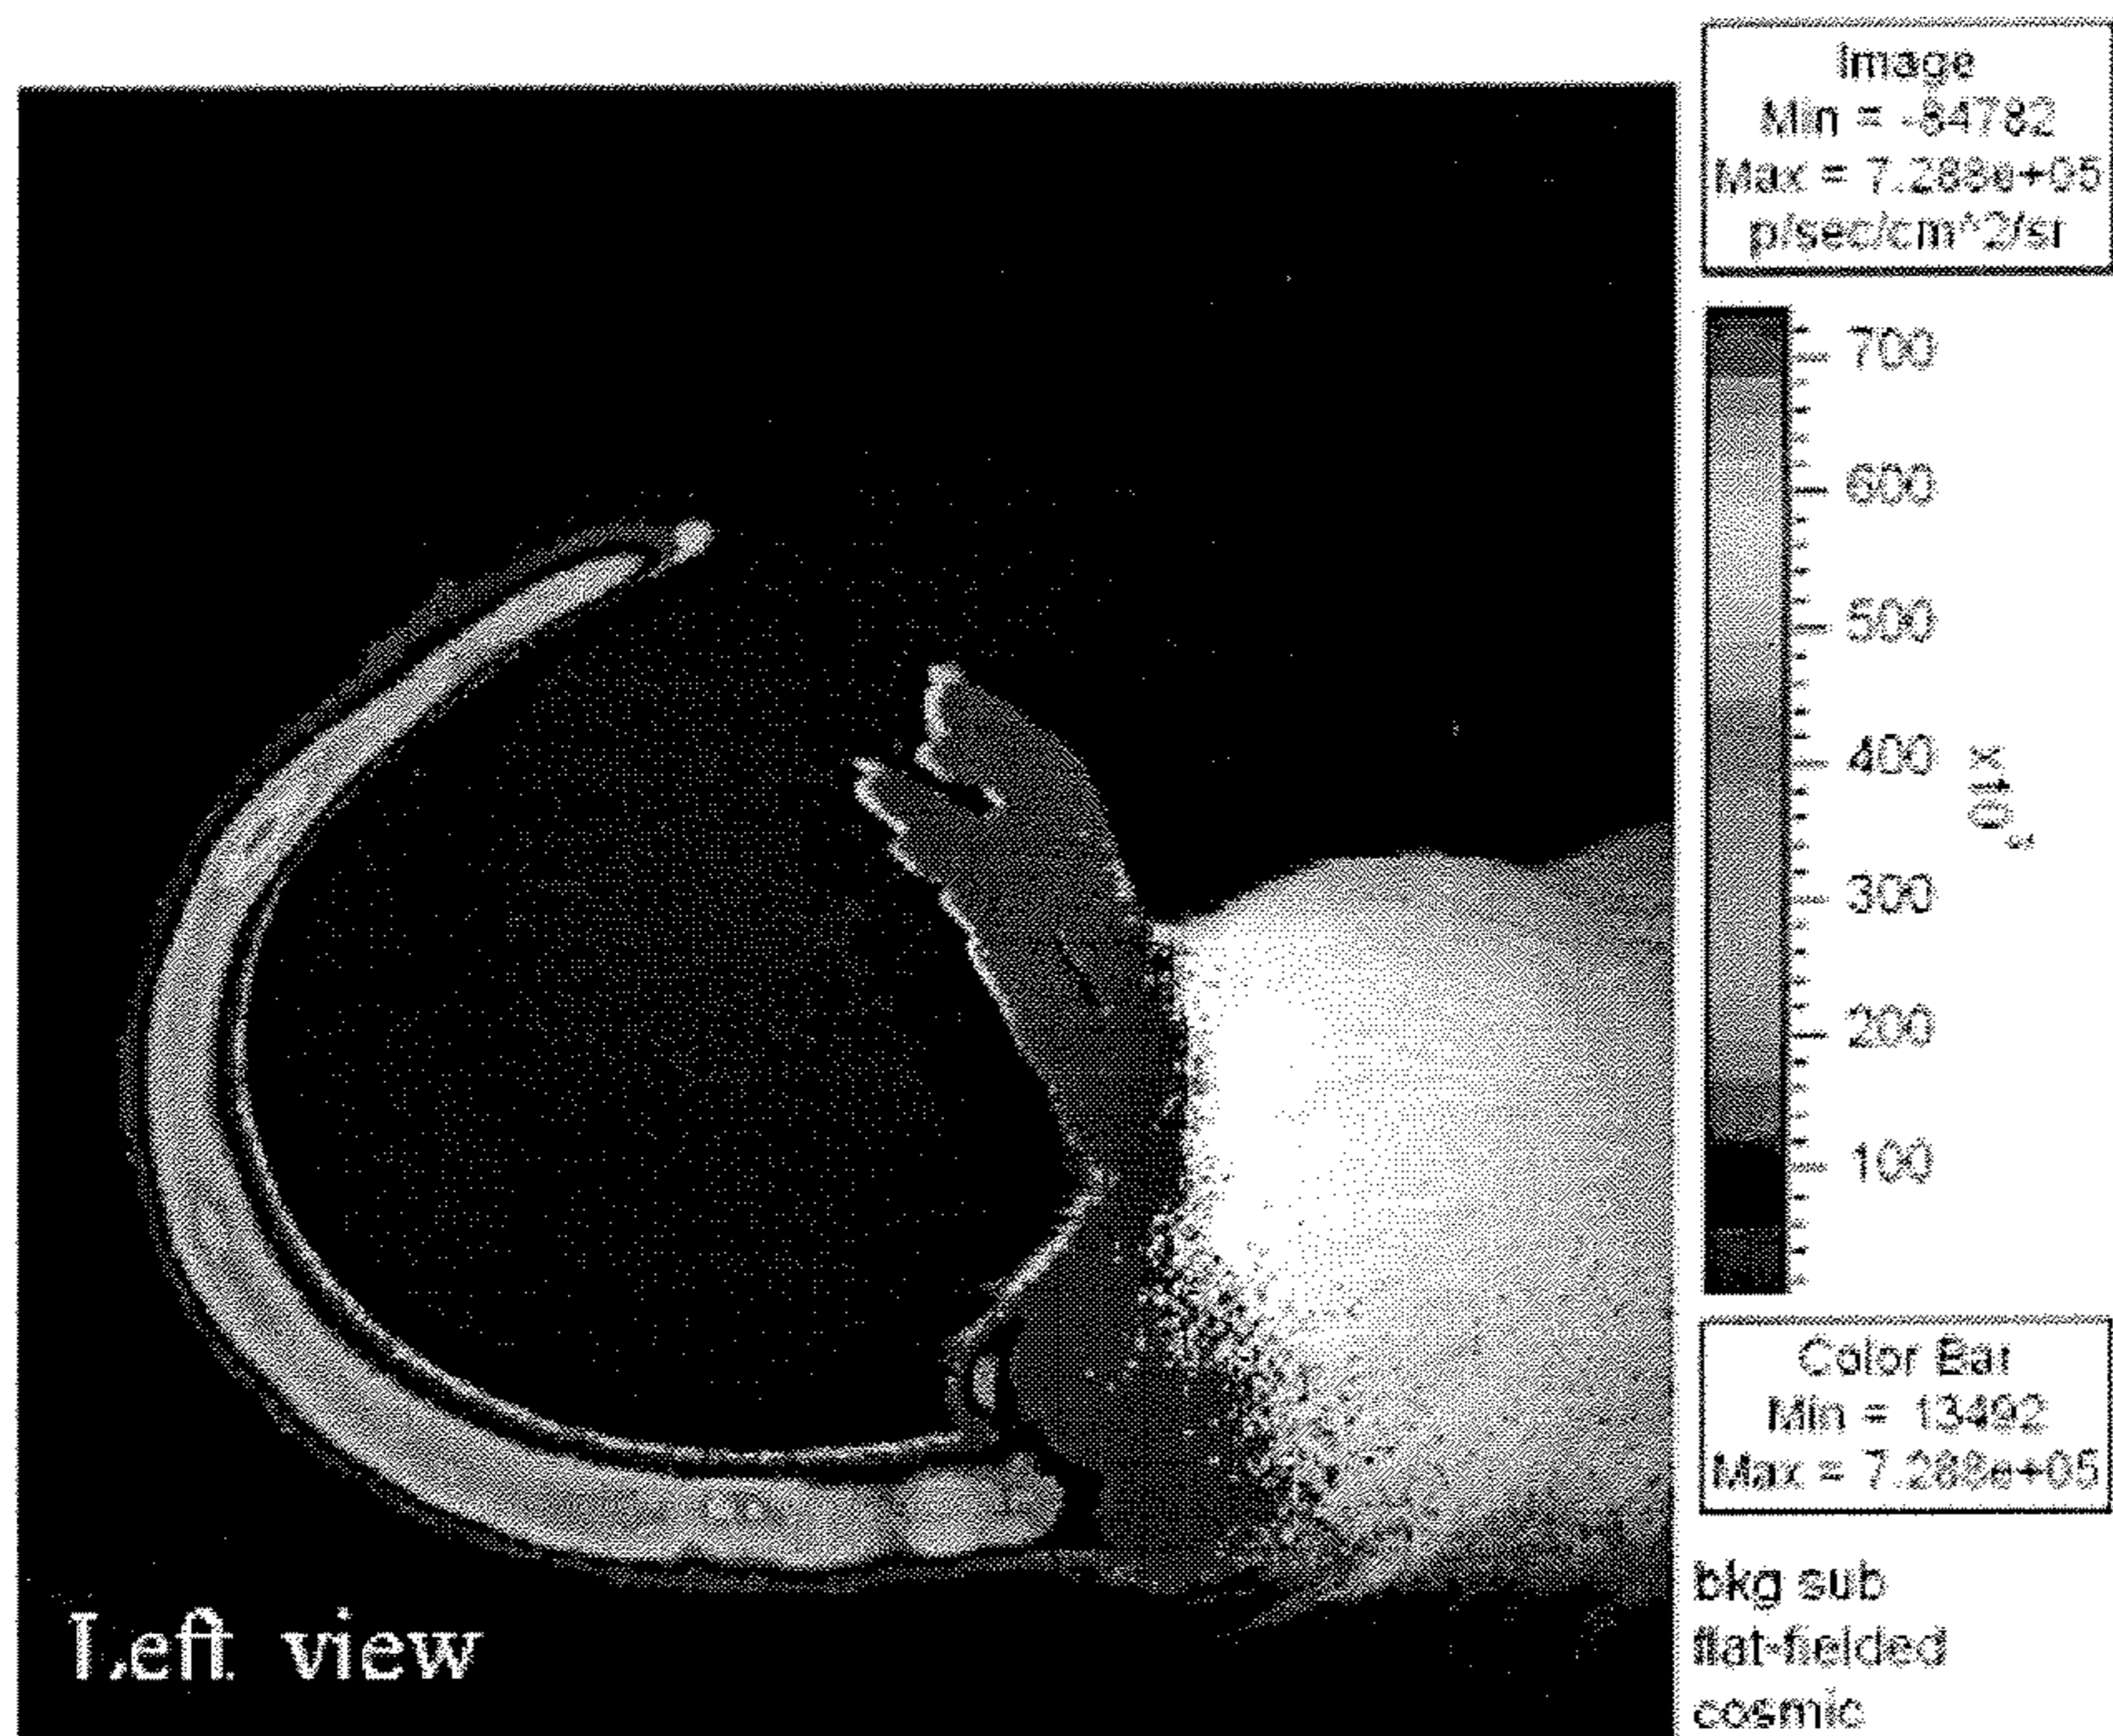 Image
Min = -84782
Max = 7.288e+05
p/sec/cm^2/sr
700
600
500
400
300
200
100
Color Bar
Min = 13492
Max = 7.288e+05
bkg sub
flat-fielded
cosmic
Left view